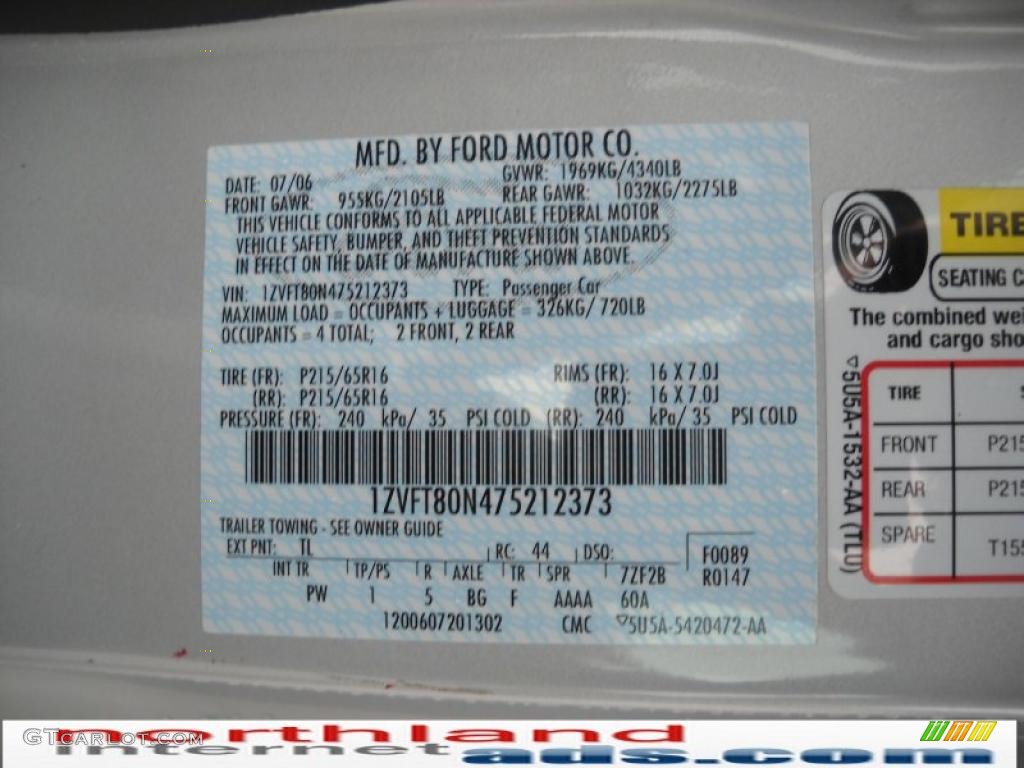 MFD. BY FORD MOTOR CO.
DATE: 07/06 GVWR: 1969KG/4340LB
FRONT GAWR: 955KG/2105LB REAR GAWR: 1032KG/2275LB
THIS VEHICLE CONFORMS TO ALL APPLICABLE FEDERAL MOTOR
VEHICLE SAFETY, BUMPER, AND THEFT PREVENTION STANDARDS
IN EFFECT ON THE DATE OF MANUFACTURE SHOWN ABOVE.
VIN: 1ZVFT80N475212373 TYPE: Passenger Car
MAXIMUM LOAD = OCCUPANTS + LUGGAGE = 326KG/ 720LB
OCCUPANTS = 4 TOTAL; 2 FRONT, 2 REAR
TIRE (FR): P215/65R16 RIMS (FR): 16 X 7.0J
(RR): P215/65R16 (RR): 16 X 7.0J
PRESSURE (FR): 240 kPa/ 35 PSI COLD (RR): 240 kPa/ 35 PSI COLD
1ZVFT80N475212373
TRAILER TOWING - SEE OWNER GUIDE
EXT PNT: TL RC: 44 DSO: F0089
INT TR TP/PS R AXLE TR SPR 7ZF2B R0147
PW 1 5 BG F AAAA 60A
1200607201302 CMC ▽5U5A-5420472-AA
TIRE
SEATING C
The combined wei
and cargo sho
▽5U5A-1532-AA (TLU)
TIRE
FRONT P215
REAR P215
SPARE T155
GTCarLot.com
northland
internet ads.com